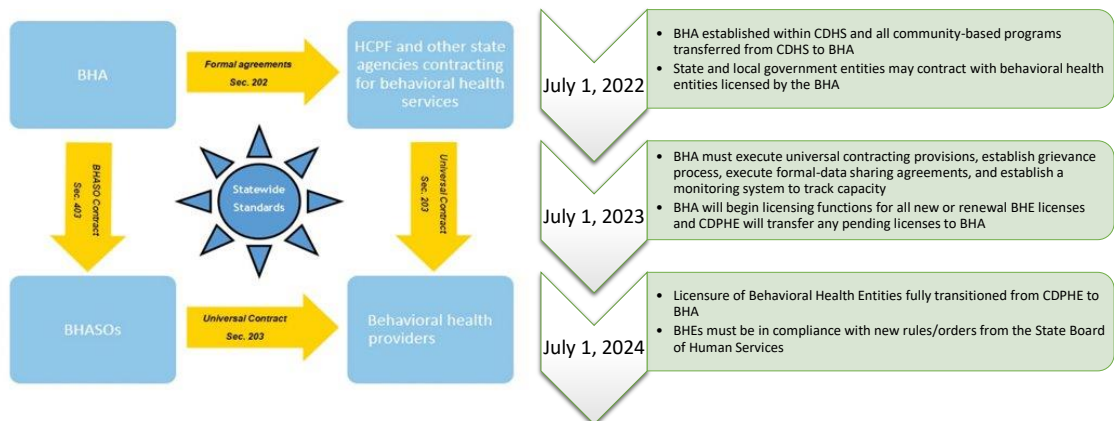 BHA
Formal agreements
Sec. 202
HCPF and other state
agencies contracting
for behavioral health
services
BHASO Contract
Sec. 403
Statewide
Standards
Universal Contract
Sec. 203
BHASOs
Universal Contract
Sec. 203
Behavioral health
providers
July 1, 2022
• BHA established within CDHS and all community-based programs
transferred from CDHS to BHA
• State and local government entities may contract with behavioral health
entities licensed by the BHA
July 1, 2023
• BHA must execute universal contracting provisions, establish grievance
process, execute formal-data sharing agreements, and establish a
monitoring system to track capacity
• BHA will begin licensing functions for all new or renewal BHE licenses
and CDPHE will transfer any pending licenses to BHA
July 1, 2024
• Licensure of Behavioral Health Entities fully transitioned from CDPHE to
BHA
• BHEs must be in compliance with new rules/orders from the State Board
of Human Services